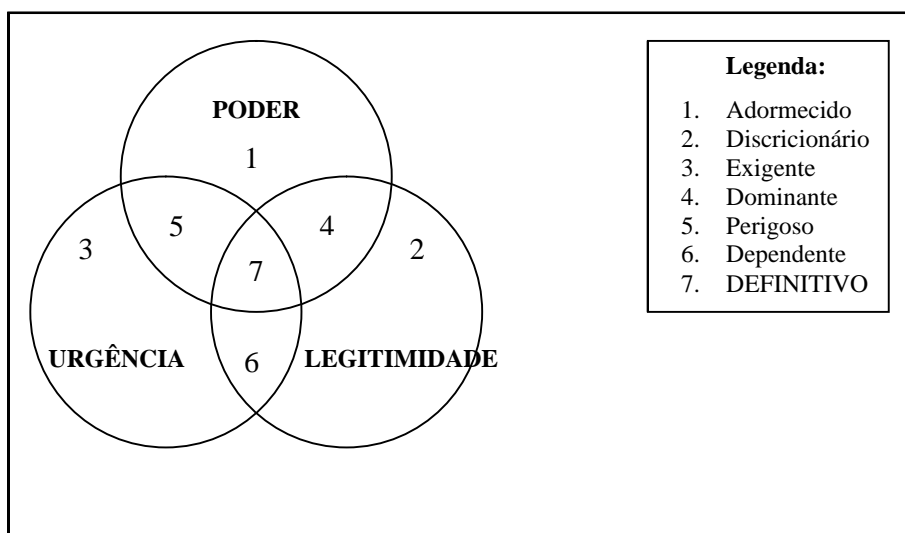 PODER
1
5
4
3
2
7
URGÊNCIA
6
LEGITIMIDADE
Legenda:
1. Adormecido
2. Discricionário
3. Exigente
4. Dominante
5. Perigoso
6. Dependente
7. DEFINITIVO